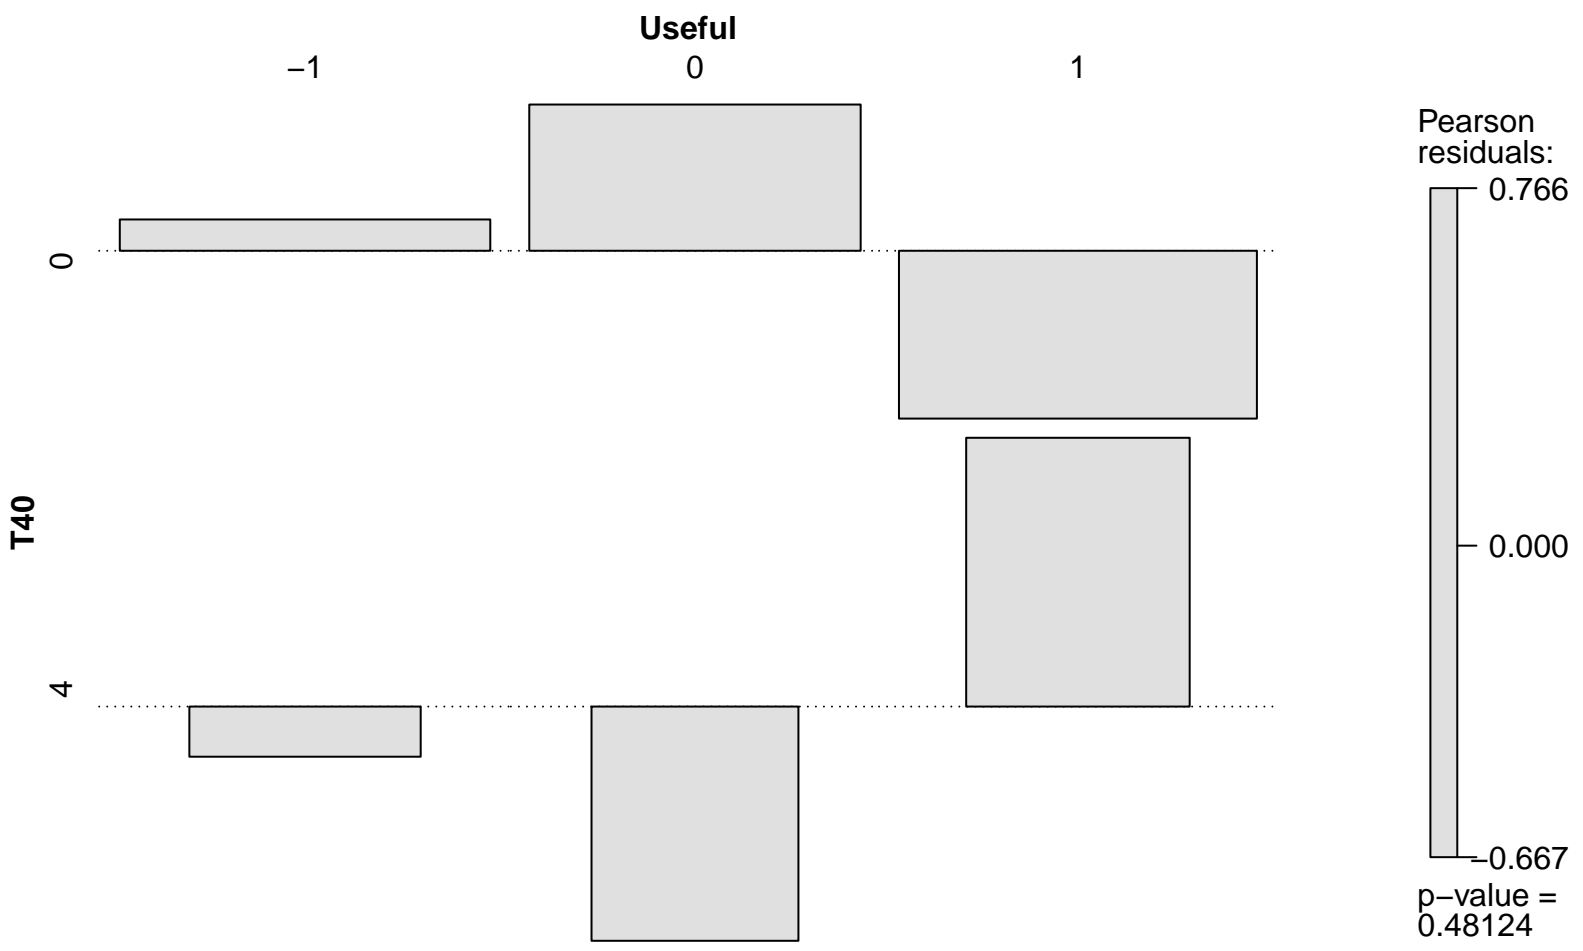 Useful
−1 0 1
Pearson
residuals:
0.766
0
T40
0.000
4
−0.667
p−value =
0.48124